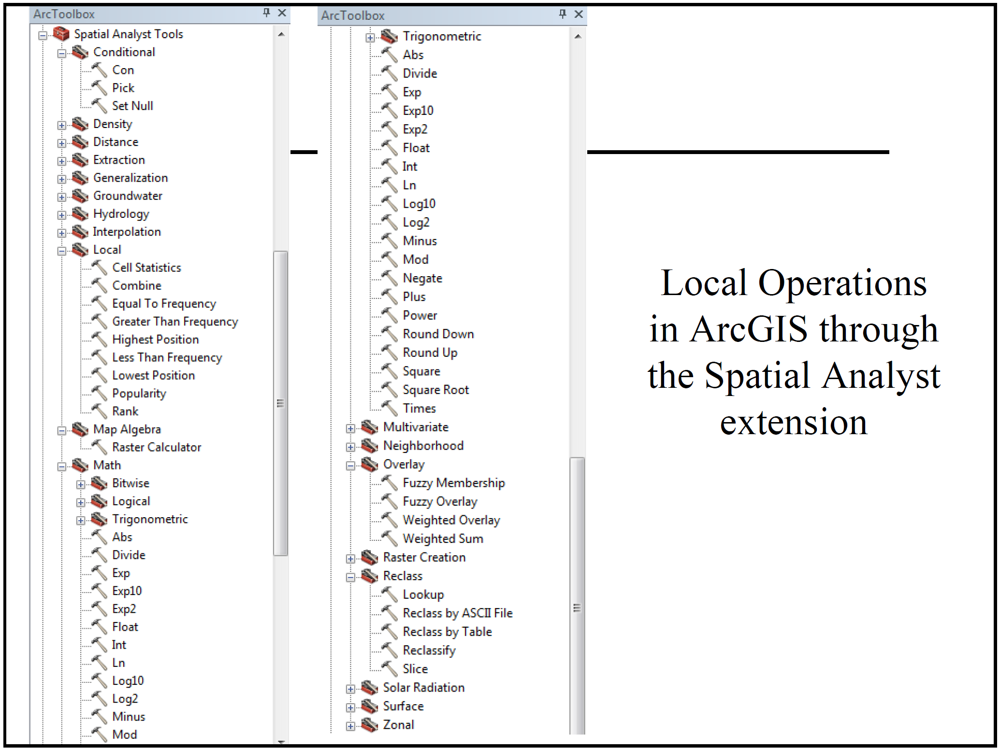 ArcToolbox
Spatial Analyst Tools
Conditional
Con
Pick
Set Null
Density
Distance
Extraction
Generalization
Groundwater
Hydrology
Interpolation
Local
Cell Statistics
Combine
Equal To Frequency
Greater Than Frequency
Highest Position
Less Than Frequency
Lowest Position
Popularity
Rank
Map Algebra
Raster Calculator
Math
Bitwise
Logical
Trigonometric
Abs
Divide
Exp
Exp10
Exp2
Float
Int
Ln
Log10
Log2
Minus
Mod
ArcToolbox
Trigonometric
Abs
Divide
Exp
Exp10
Exp2
Float
Int
Ln
Log10
Log2
Minus
Mod
Negate
Plus
Power
Round Down
Round Up
Square
Square Root
Times
Multivariate
Neighborhood
Overlay
Fuzzy Membership
Fuzzy Overlay
Weighted Overlay
Weighted Sum
Raster Creation
Reclass
Lookup
Reclass by ASCII File
Reclass by Table
Reclassify
Slice
Solar Radiation
Surface
Zonal
Local Operations
in ArcGIS through
the Spatial Analyst
extension